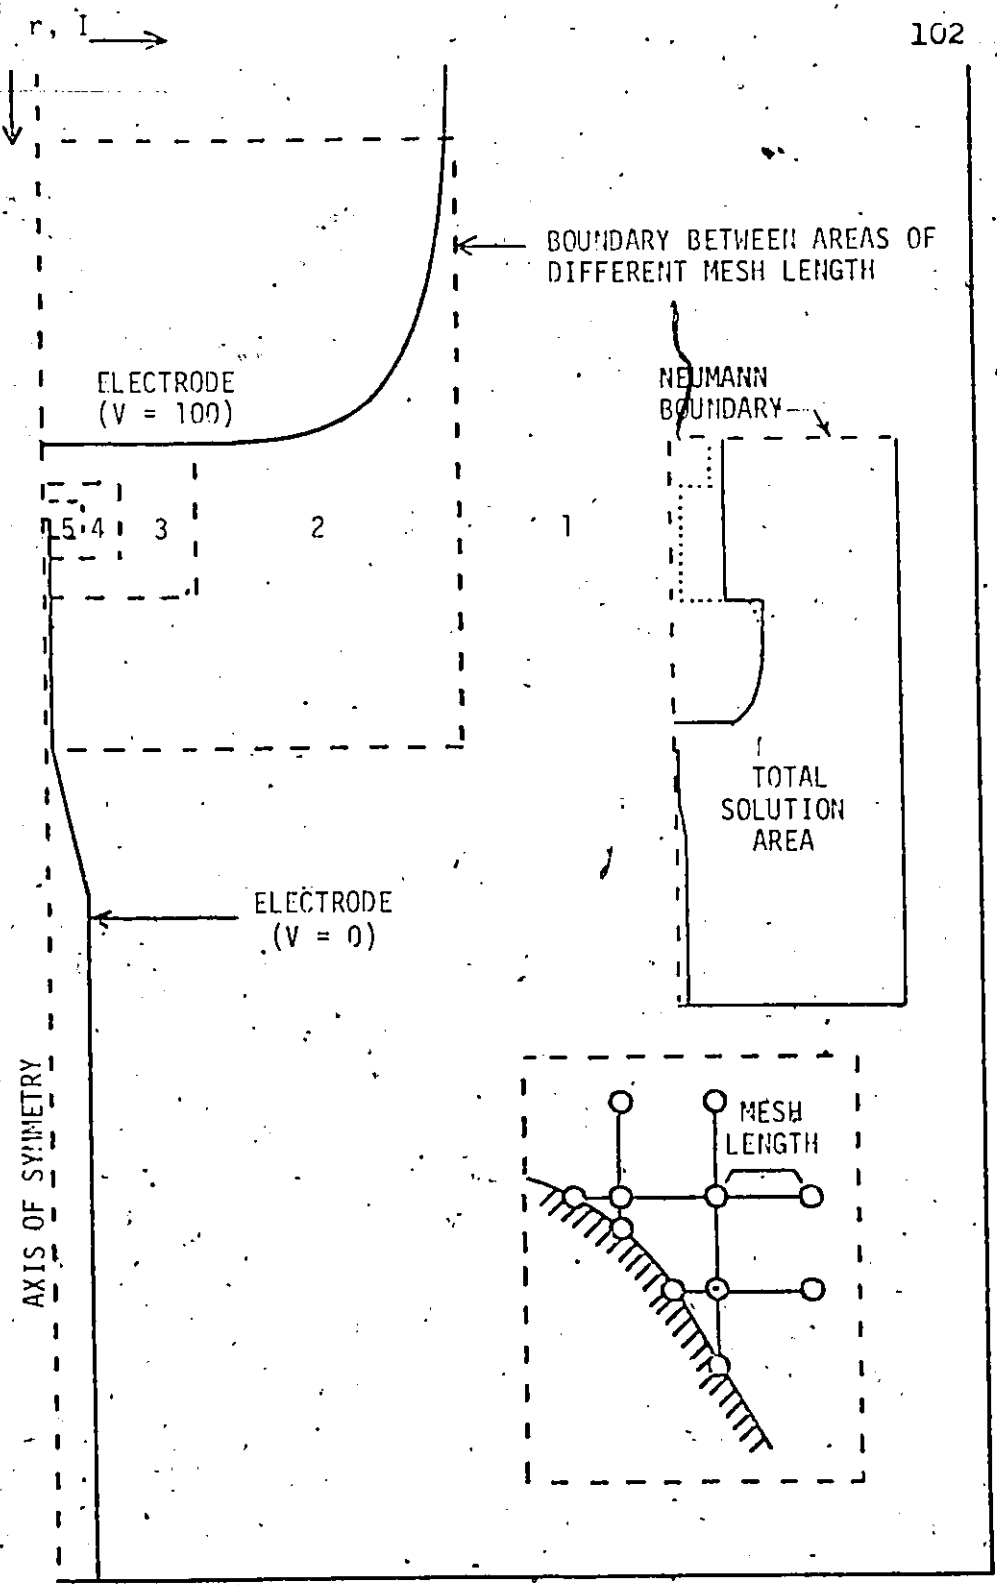 r, I
102
BOUNDARY BETWEEN AREAS OF
DIFFERENT MESH LENGTH
NEUMANN
BOUNDARY
ELECTRODE
(V = 100)
5 4 3 2 1
TOTAL
SOLUTION
AREA
ELECTRODE
(V = 0)
AXIS OF SYMMETRY
MESH
LENGTH